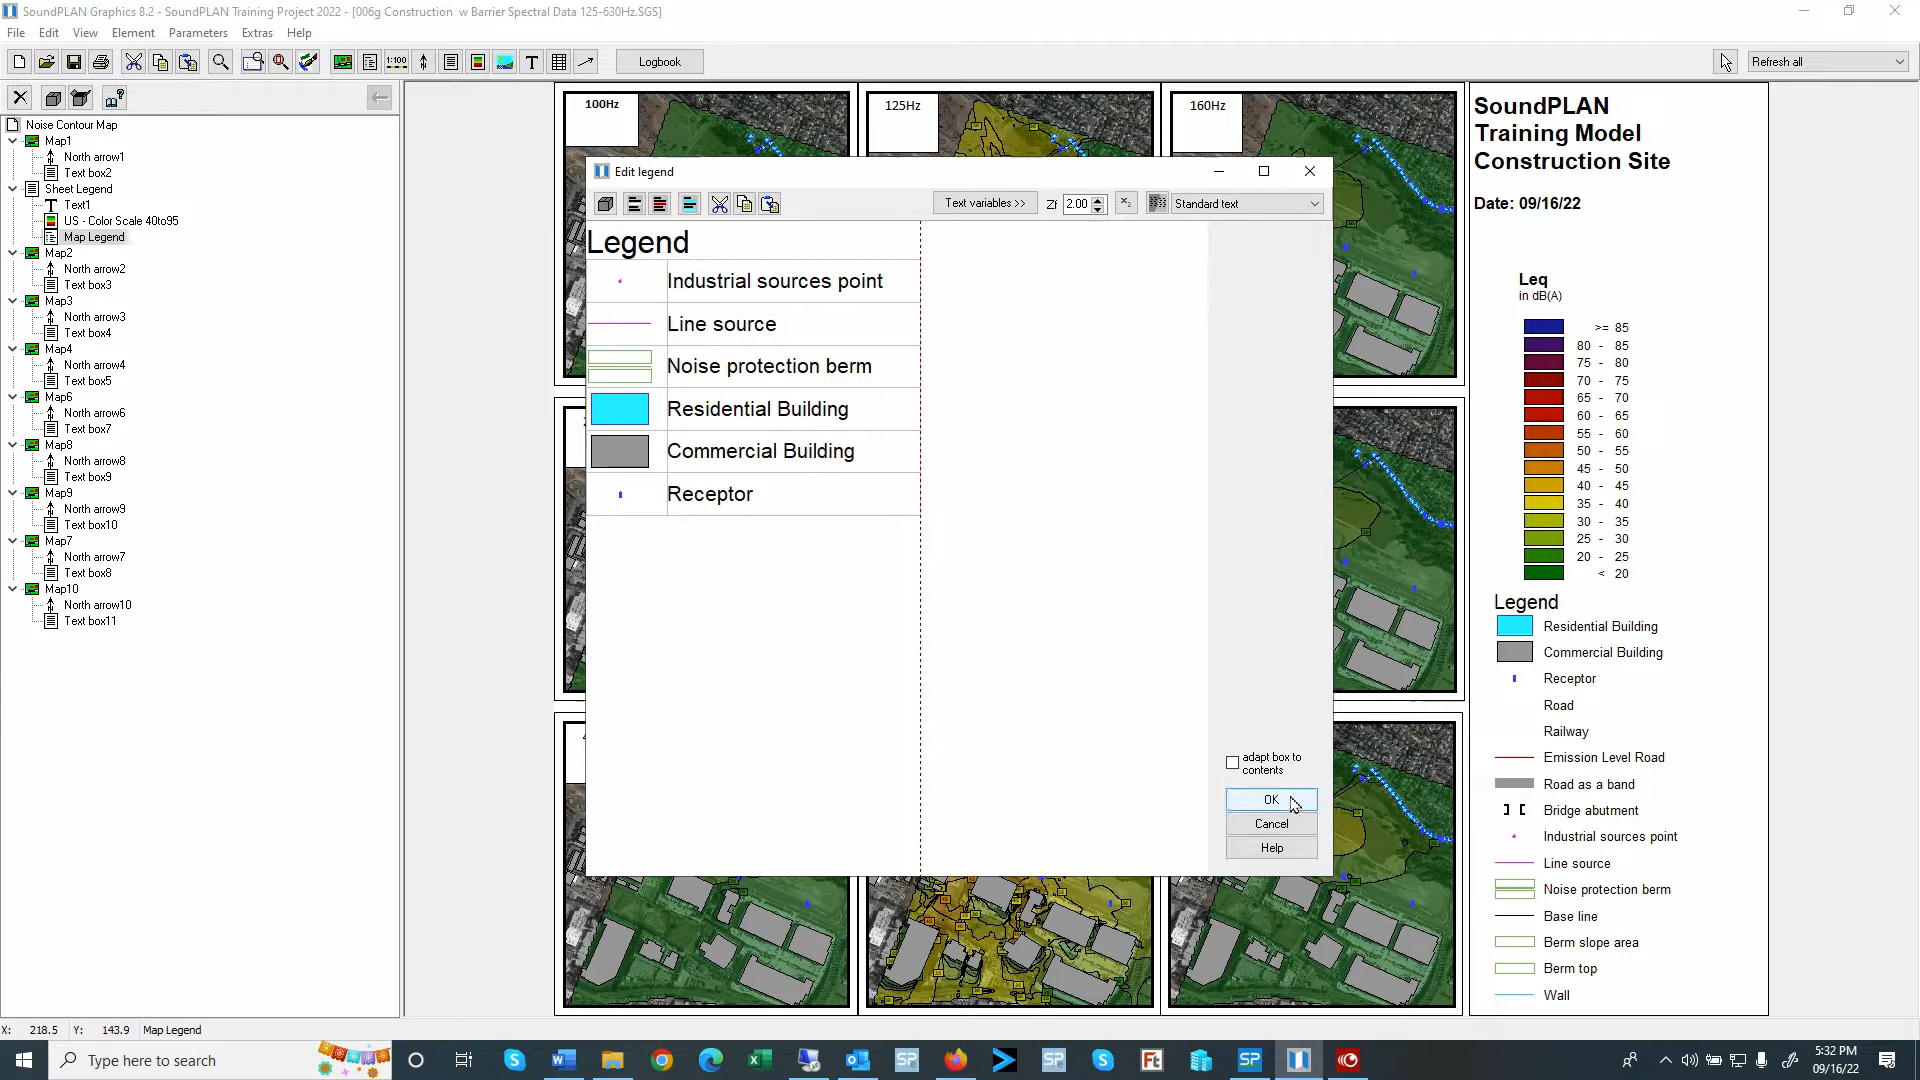 SoundPLAN Graphics 8.2 - SoundPLAN Training Project 2022 - [006g Construction  w Barrier Spectral Data 125-630Hz.SGS]
File Edit View Element Parameters Extras Help
1:100
Logbook
Refresh all
Noise Contour Map
Map1
North arrow1
Text box2
Sheet Legend
Text1
US - Color Scale 40to95
Map Legend
Map2
North arrow2
Text box3
Map3
North arrow3
Text box4
Map4
North arrow4
Text box5
Map6
North arrow6
Text box7
Map8
North arrow8
Text box9
Map9
North arrow9
Text box10
Map7
North arrow7
Text box8
Map10
North arrow10
Text box11
100Hz
125Hz
160Hz
Edit legend
Text variables >>
Zf 2.00
Standard text
Legend
Industrial sources point
Line source
Noise protection berm
Residential Building
Commercial Building
Receptor
adapt box to
contents
OK
Cancel
Help
SoundPLAN
Training Model
Construction Site
Date: 09/16/22
Leq
in dB(A)
>= 85
80 - 85
75 - 80
70 - 75
65 - 70
60 - 65
55 - 60
50 - 55
45 - 50
40 - 45
35 - 40
30 - 35
25 - 30
20 - 25
< 20
Legend
Residential Building
Commercial Building
Receptor
Road
Railway
Emission Level Road
Road as a band
Bridge abutment
Industrial sources point
Line source
Noise protection berm
Base line
Berm slope area
Berm top
Wall
X: 218.5 Y: 143.9 Map Legend
Type here to search
5:32 PM
09/16/22